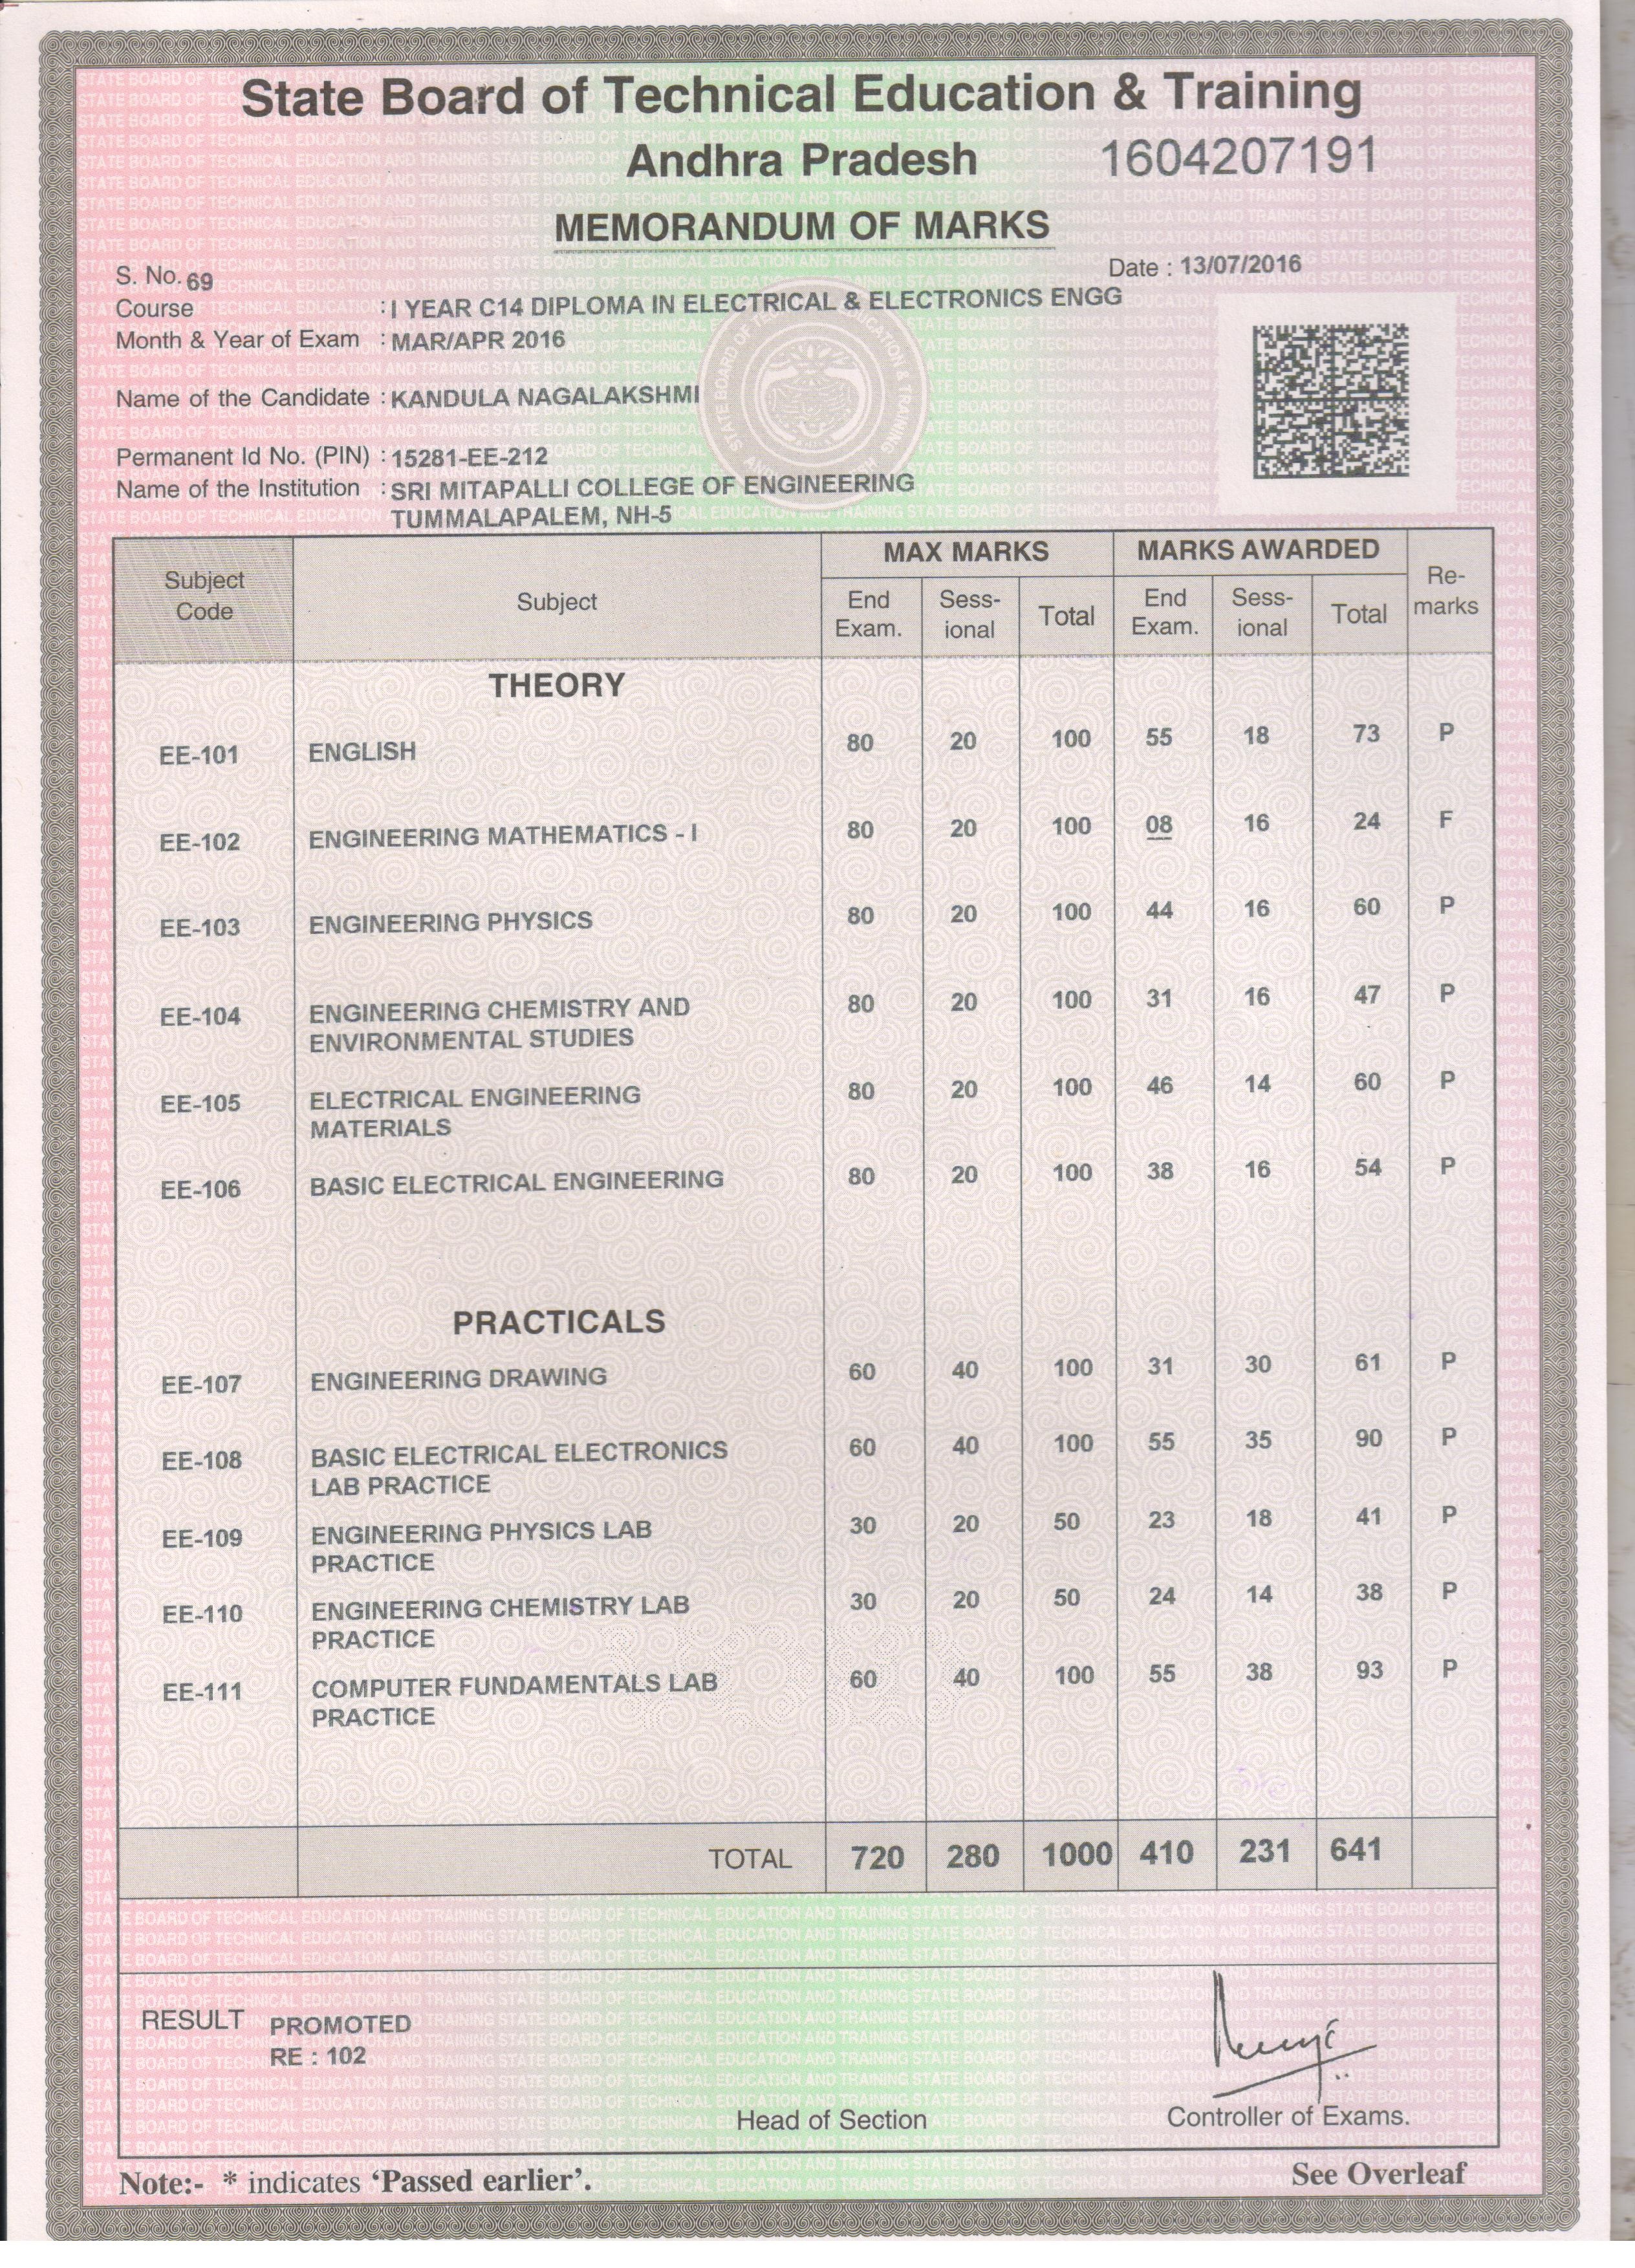 State Board of Technical Education & Training
Andhra Pradesh 1604207191
MEMORANDUM OF MARKS
S. No. 69 Date : 13/07/2016
Course : I YEAR C14 DIPLOMA IN ELECTRICAL & ELECTRONICS ENGG
Month & Year of Exam : MAR/APR 2016
Name of the Candidate : KANDULA NAGALAKSHMI
Permanent Id No. (PIN) : 15281-EE-212
Name of the Institution : SRI MITAPALLI COLLEGE OF ENGINEERING
TUMMALAPALEM, NH-5
Subject Code Subject MAX MARKS MARKS AWARDED Re-marks
End Exam. Sess-ional Total End Exam. Sess-ional Total
THEORY
EE-101 ENGLISH 80 20 100 55 18 73 P
EE-102 ENGINEERING MATHEMATICS - I 80 20 100 08 16 24 F
EE-103 ENGINEERING PHYSICS 80 20 100 44 16 60 P
EE-104 ENGINEERING CHEMISTRY AND 80 20 100 31 16 47 P
ENVIRONMENTAL STUDIES
EE-105 ELECTRICAL ENGINEERING 80 20 100 46 14 60 P
MATERIALS
EE-106 BASIC ELECTRICAL ENGINEERING 80 20 100 38 16 54 P
PRACTICALS
EE-107 ENGINEERING DRAWING 60 40 100 31 30 61 P
EE-108 BASIC ELECTRICAL ELECTRONICS 60 40 100 55 35 90 P
LAB PRACTICE
EE-109 ENGINEERING PHYSICS LAB 30 20 50 23 18 41 P
PRACTICE
EE-110 ENGINEERING CHEMISTRY LAB 30 20 50 24 14 38 P
PRACTICE
EE-111 COMPUTER FUNDAMENTALS LAB 60 40 100 55 38 93 P
PRACTICE
TOTAL 720 280 1000 410 231 641
RESULT PROMOTED
RE : 102
Head of Section Controller of Exams.
Note:- * indicates ‘Passed earlier’. See Overleaf